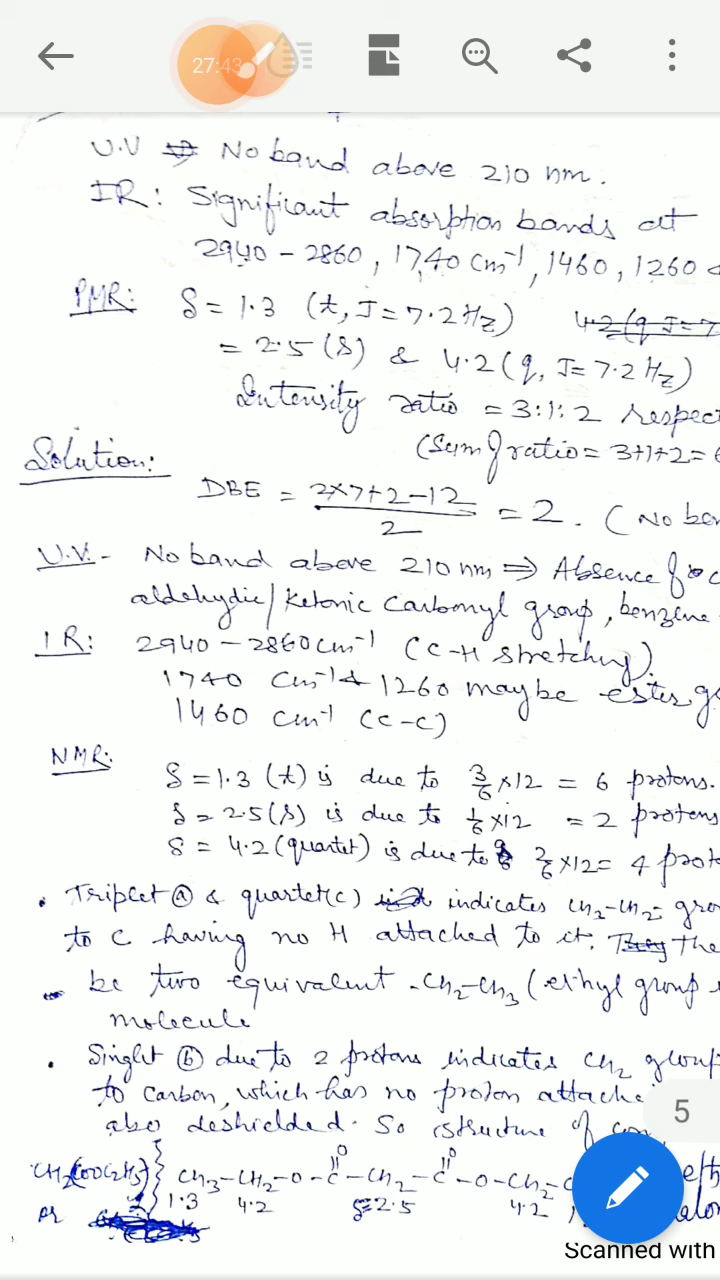 27:43
U.V ⇒ No band above 210 nm.
IR: Significant absorption bands at
2940 - 2860, 1740 cm⁻¹, 1460, 1260
PMR: δ = 1.3 (t, J = 7.2 Hz) 4.2 (q J = 7
= 2.5 (s) & 4.2 (q, J = 7.2 Hz)
Intensity ratio = 3:1:2 respec
(Sum of ratio = 3+1+2 = 6
Solution:
DBE = (2×7+2-12)/2 = 2. (No ben
U.V. - No band above 210 nm ⇒ Absence of
aldehydic/ketonic carbonyl group, benzene
IR: 2940 - 2860 cm⁻¹ (C-H stretching).
1740 cm⁻¹ & 1260 maybe ester g
1460 cm⁻¹ (C-C)
NMR:
δ = 1.3 (t) is due to 3/6 × 12 = 6 protons.
δ = 2.5 (s) is due to 1/6 × 12 = 2 protons
δ = 4.2 (quartet) is due to 2/6 × 12 = 4 prot
• Triplet (a) & quartet (c) indicates CH₂-CH₂- gro
to C having no H attached to it. The
be two equivalent -CH₂-CH₃ (ethyl group
molecule
• Singlet (b) due to 2 protons indicates CH₂ group
to carbon, which has no proton attache
also deshielded. So structure of com
CH₂(COOC₂H₅)} CH₃-CH₂-O-C(=O)-CH₂-C(=O)-O-CH₂-C eth
or 1.3 4.2 δ=2.5 4.2 alon
5
Scanned with